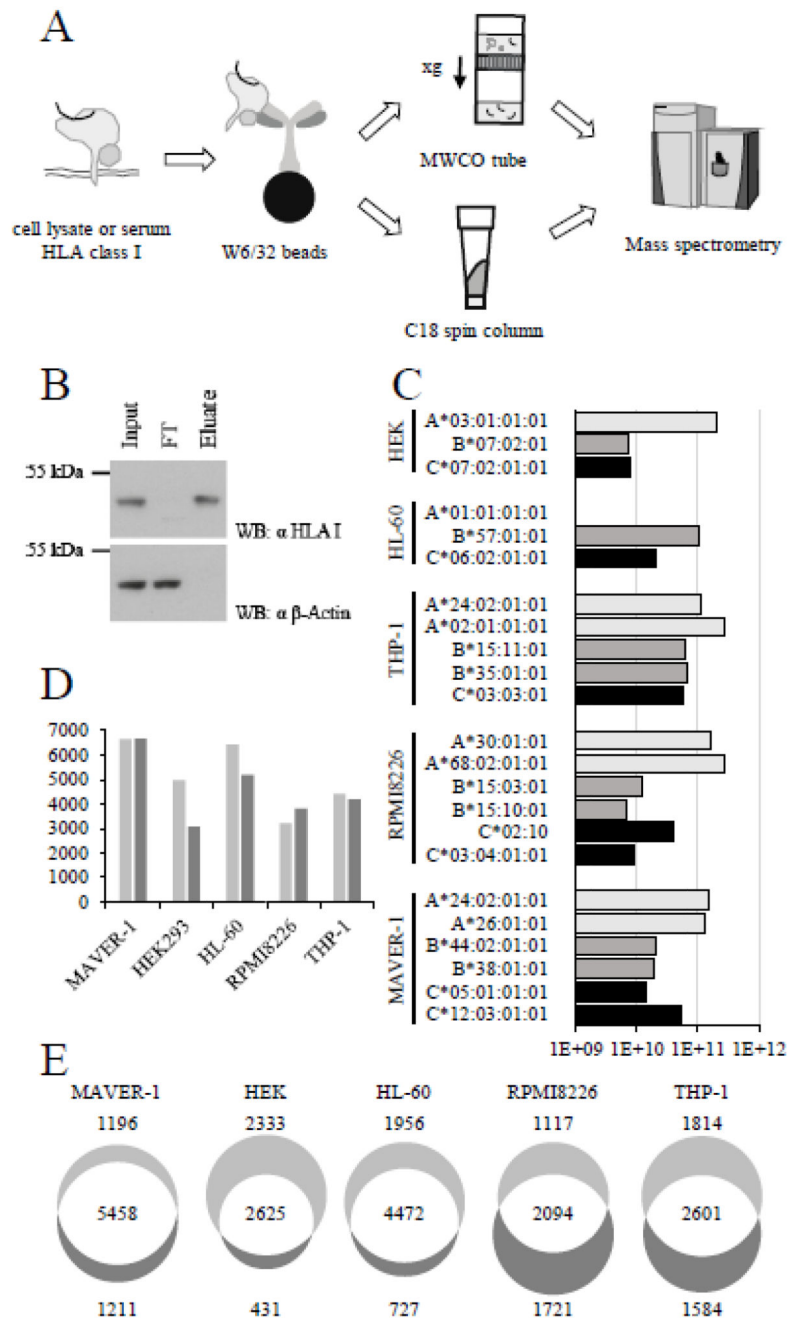 A
xg
MWCO tube
cell lysate or serum
HLA class I
W6/32 beads
C18 spin column
Mass spectrometry
B
Input
FT
Eluate
55 kDa
WB: α HLA I
55 kDa
WB: α β-Actin
C
HEK
A*03:01:01:01
B*07:02:01
C*07:02:01:01
HL-60
A*01:01:01:01
B*57:01:01
C*06:02:01:01
THP-1
A*24:02:01:01
A*02:01:01:01
B*15:11:01
B*35:01:01
C*03:03:01
RPMI8226
A*30:01:01
A*68:02:01:01
B*15:03:01
B*15:10:01
C*02:10
C*03:04:01:01
MAVER-1
A*24:02:01:01
A*26:01:01
B*44:02:01:01
B*38:01:01
C*05:01:01:01
C*12:03:01:01
1E+09 1E+10 1E+11 1E+12
D
7000
6000
5000
4000
3000
2000
1000
0
MAVER-1
HEK293
HL-60
RPMI8226
THP-1
E
MAVER-1 HEK HL-60 RPMI8226 THP-1
1196 2333 1956 1117 1814
5458 2625 4472 2094 2601
1211 431 727 1721 1584